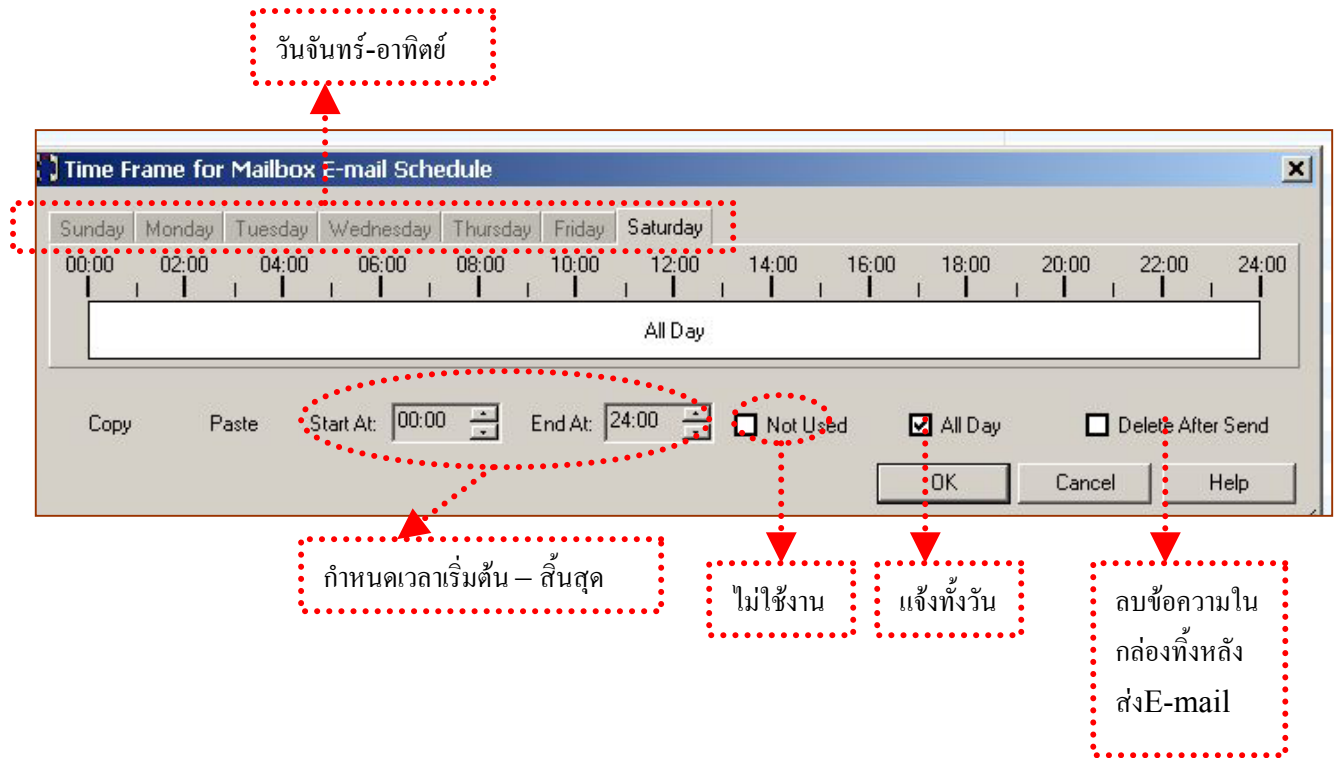 วันจันทร์-อาทิตย์
Time Frame for Mailbox E-mail Schedule
Sunday Monday Tuesday Wednesday Thursday Friday Saturday
00:00 02:00 04:00 06:00 08:00 10:00 12:00 14:00 16:00 18:00 20:00 22:00 24:00
All Day
Copy Paste Start At: 00:00 End At: 24:00 Not Used All Day Delete After Send
OK Cancel Help
กำหนดเวลาเริ่มต้น – สิ้นสุด
ไม่ใช้งาน
แจ้งทั้งวัน
ลบข้อความใน
กล่องทิ้งหลัง
ส่งE-mail